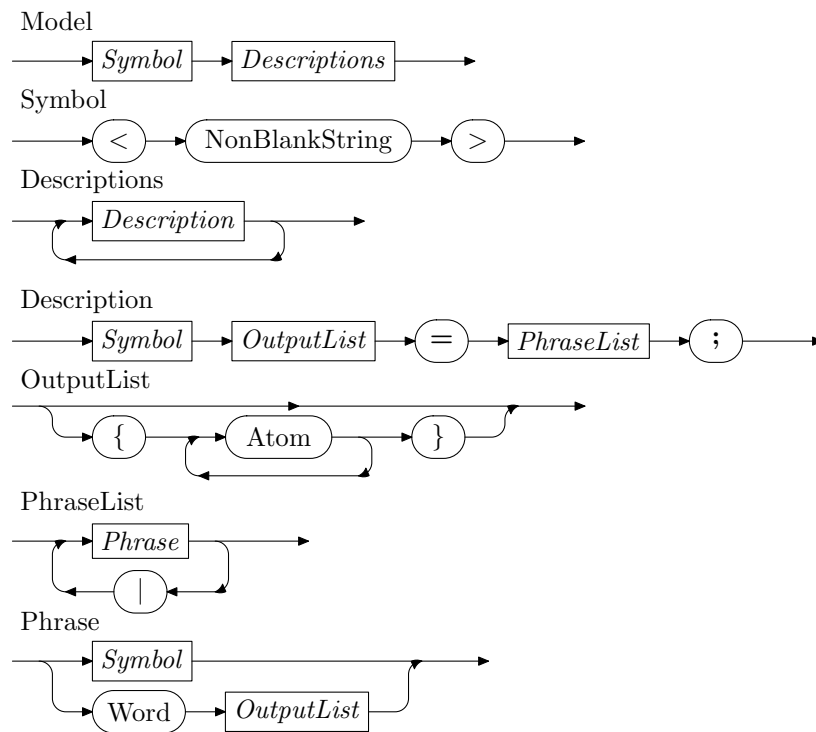 Model
Symbol Descriptions
Symbol
< NonBlankString >
Descriptions
Description
Description
Symbol OutputList = PhraseList ;
OutputList
{ Atom }
PhraseList
Phrase
|
Phrase
Symbol
Word OutputList